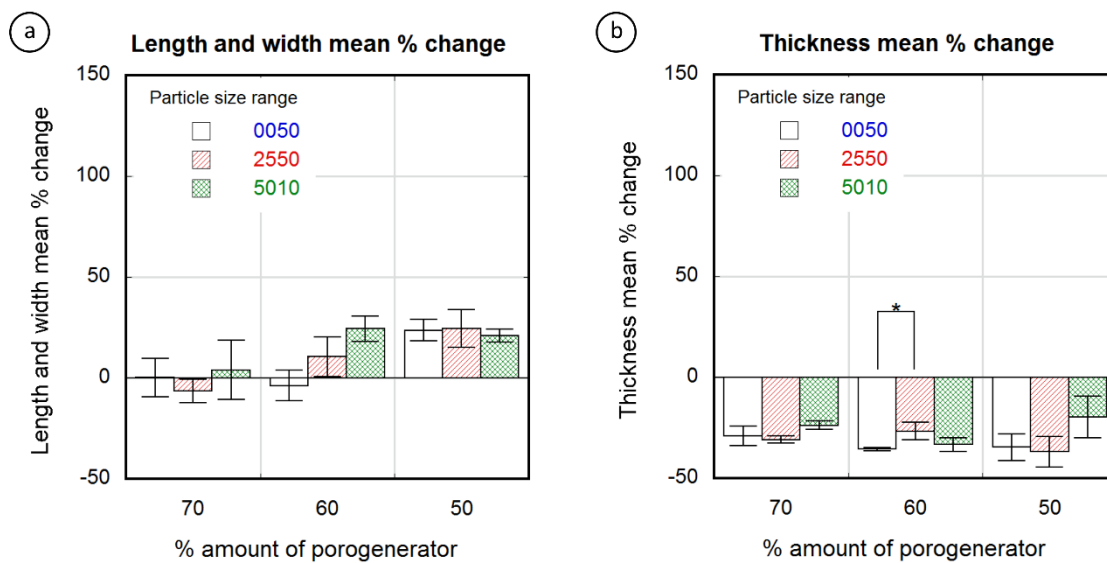 a
Length and width mean % change
Length and width mean % change
150
100
50
0
-50
Particle size range
0050
2550
5010
70
60
50
% amount of porogenerator
b
Thickness mean % change
Thickness mean % change
150
100
50
0
-50
Particle size range
0050
2550
5010
*
70
60
50
% amount of porogenerator